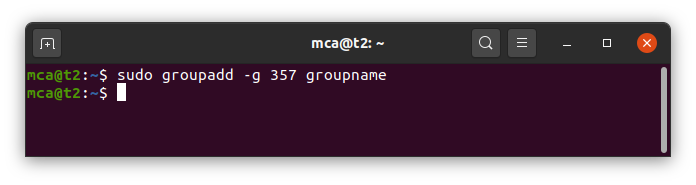 mca@t2: ~
mca@t2:~$ sudo groupadd -g 357 groupname
mca@t2:~$